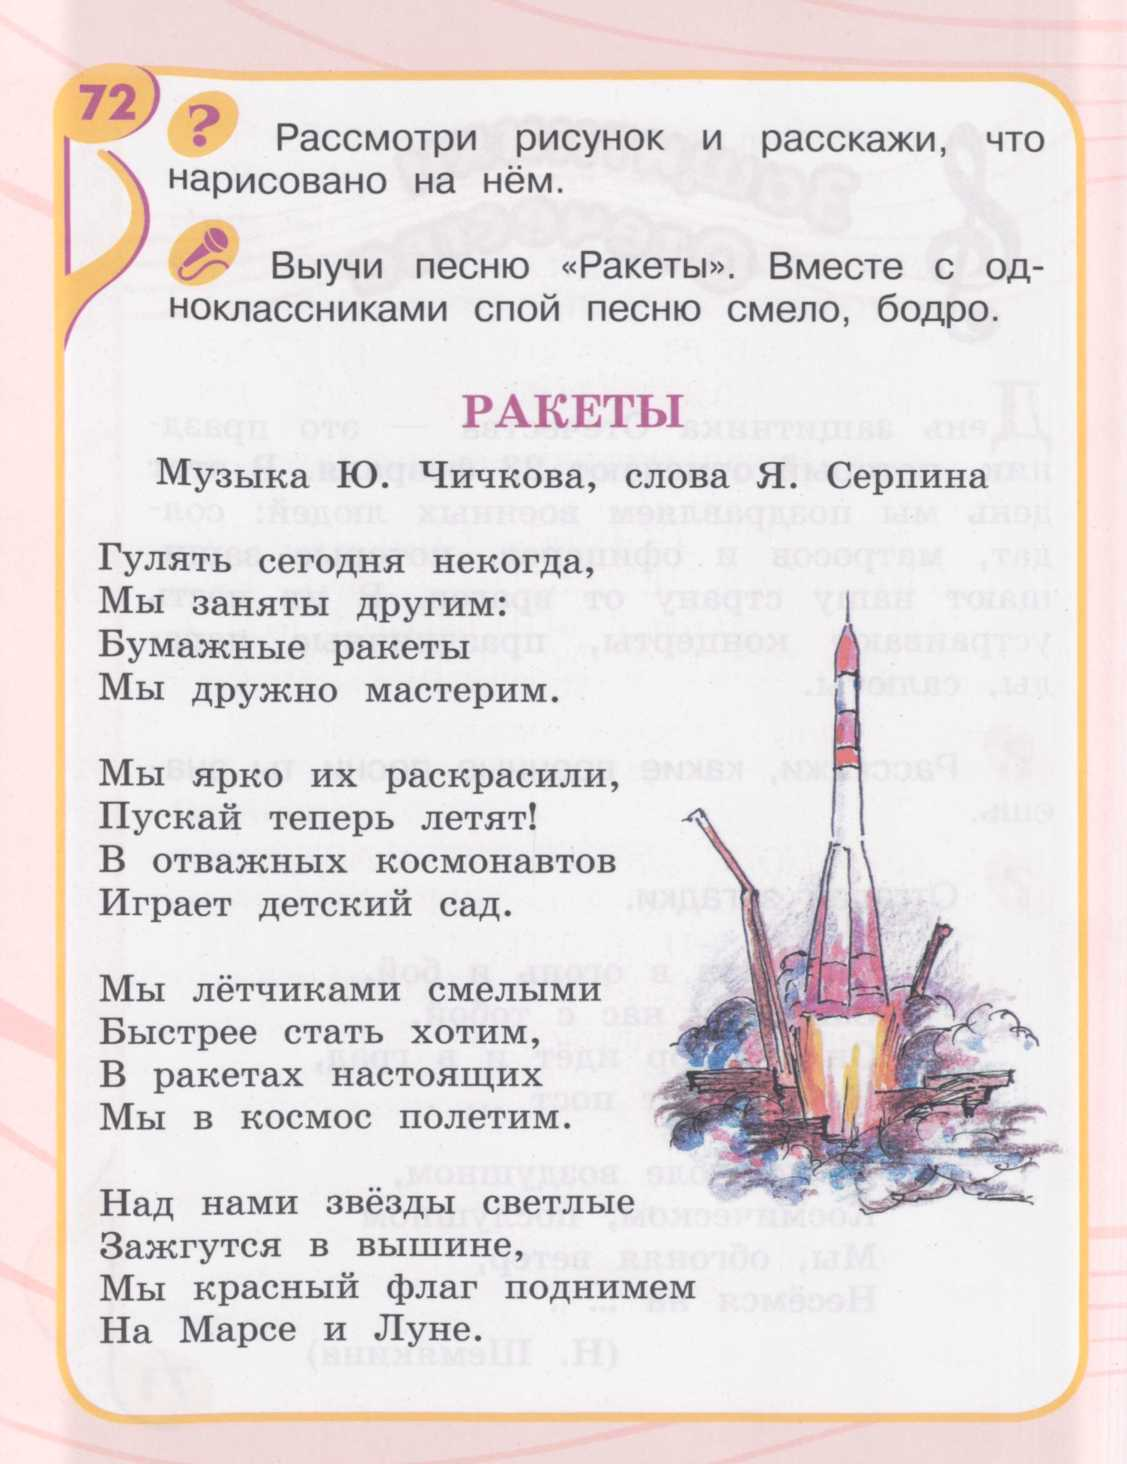 72
? Рассмотри рисунок и расскажи, что
нарисовано на нём.
Выучи песню «Ракеты». Вместе с од-
ноклассниками спой песню смело, бодро.
РАКЕТЫ
Музыка Ю. Чичкова, слова Я. Серпина
Гулять сегодня некогда,
Мы заняты другим:
Бумажные ракеты
Мы дружно мастерим.
Мы ярко их раскрасили,
Пускай теперь летят!
В отважных космонавтов
Играет детский сад.
Мы лётчиками смелыми
Быстрее стать хотим,
В ракетах настоящих
Мы в космос полетим.
Над нами звёзды светлые
Зажгутся в вышине,
Мы красный флаг поднимем
На Марсе и Луне.